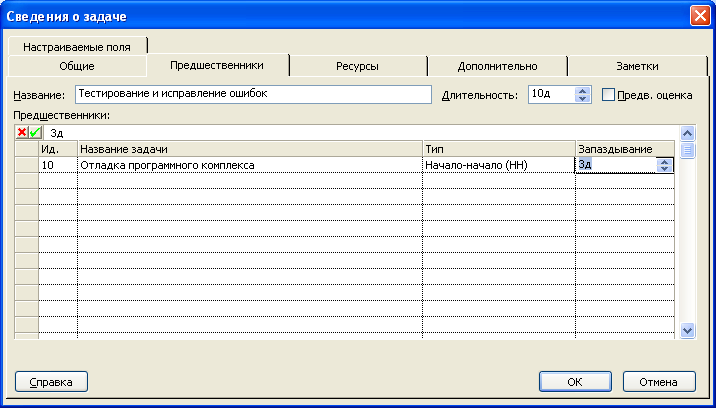 Сведения о задаче
Настраиваемые поля
Общие Предшественники Ресурсы Дополнительно Заметки
Название: Тестирование и исправление ошибок Длительность: 10д Предв. оценка
Предшественники:
3д
Ид. Название задачи Тип Запаздывание
10 Отладка программного комплекса Начало-начало (НН) 3д
Справка ОК Отмена